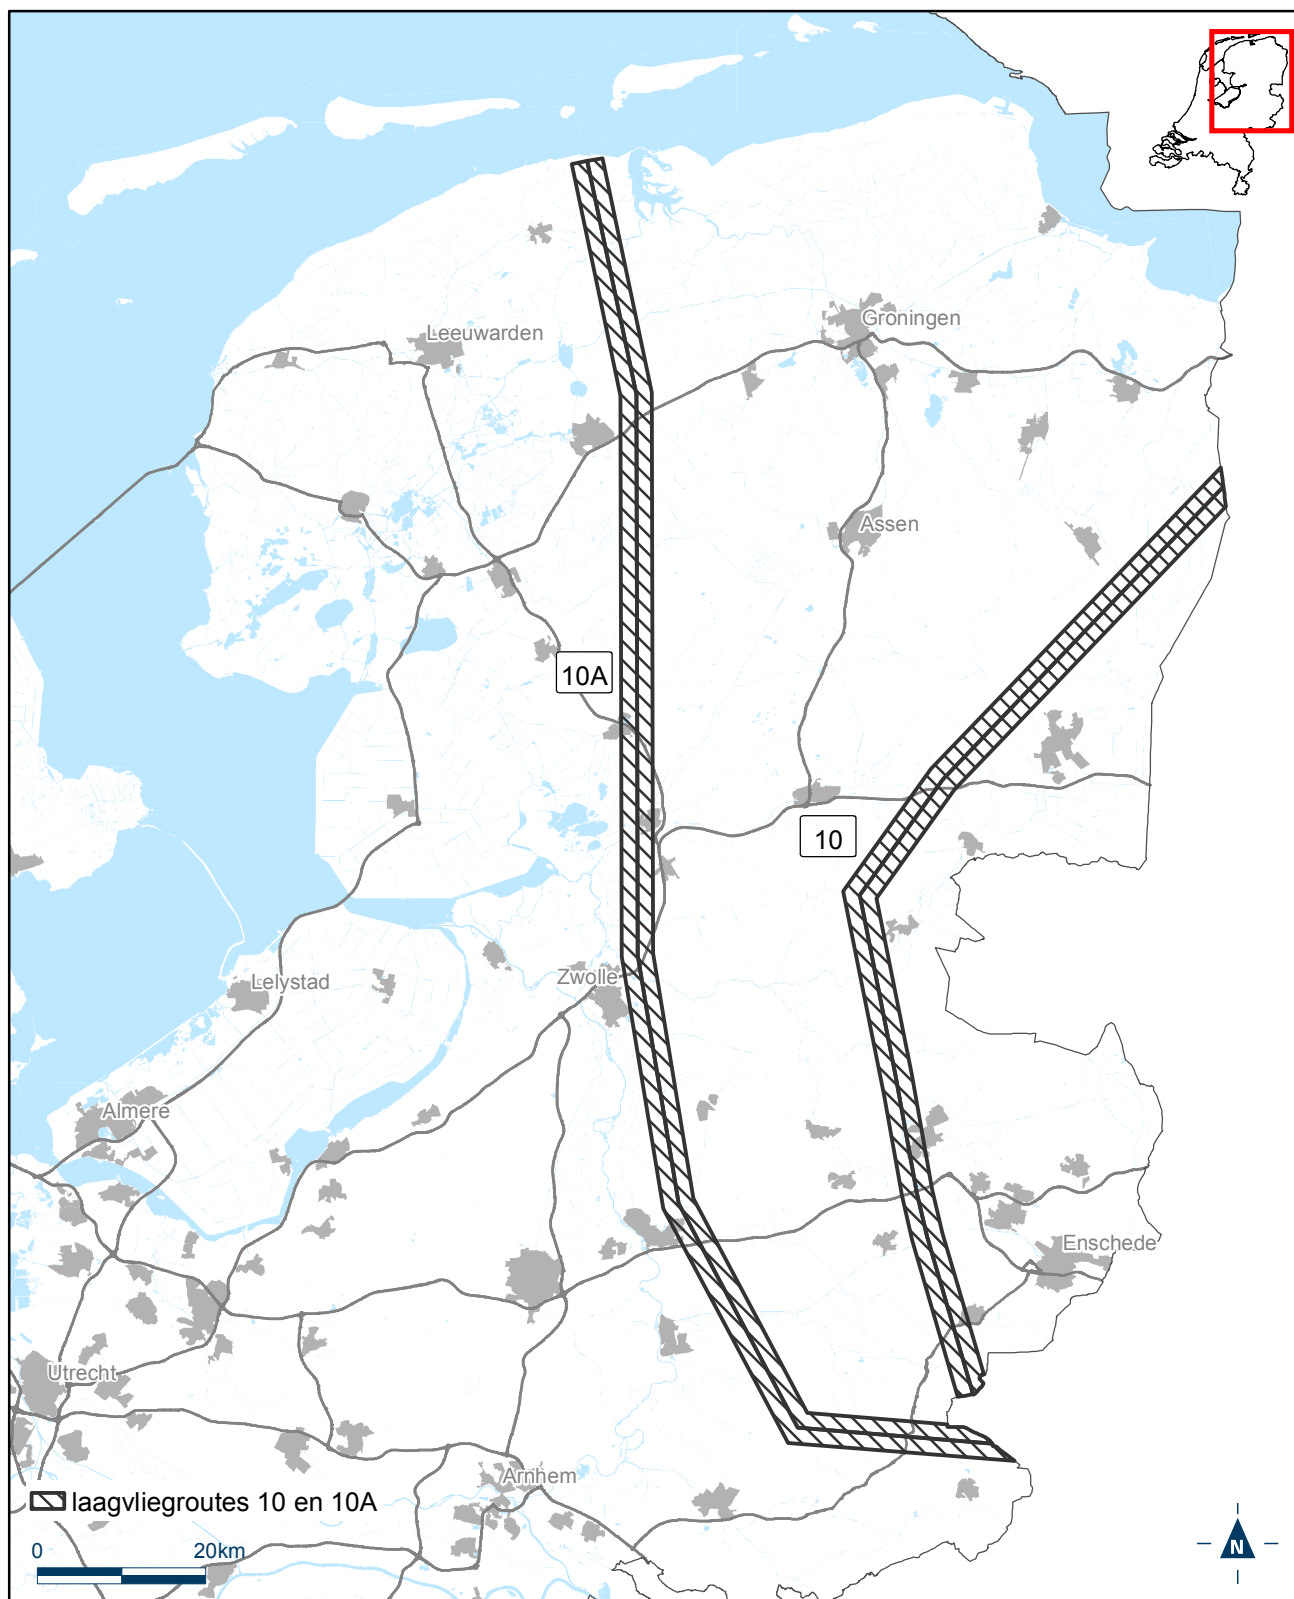 Groningen
Leeuwarden
Assen
10A
10
Zwolle
Lelystad
Almere
Enschede
Utrecht
Arnhem
laagvliegroutes 10 en 10A
0 20km
N